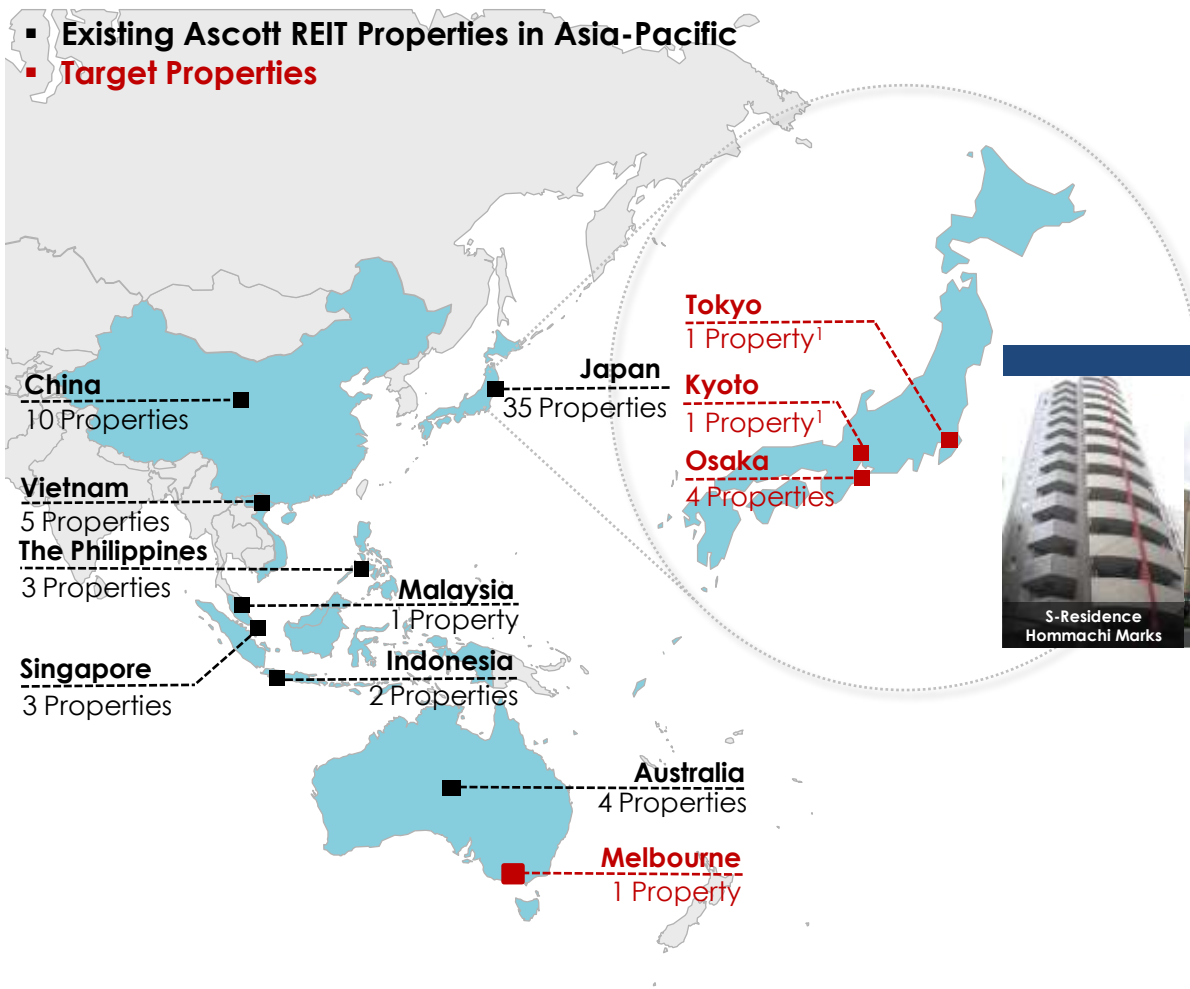 ▪ Existing Ascott REIT Properties in Asia-Pacific
▪ Target Properties
China
10 Properties
Vietnam
5 Properties
The Philippines
3 Properties
Malaysia
1 Property
Singapore
3 Properties
Indonesia
2 Properties
Japan
35 Properties
Tokyo
1 Property¹
Kyoto
1 Property¹
Osaka
4 Properties
S-Residence
Hommachi Marks
Australia
4 Properties
Melbourne
1 Property